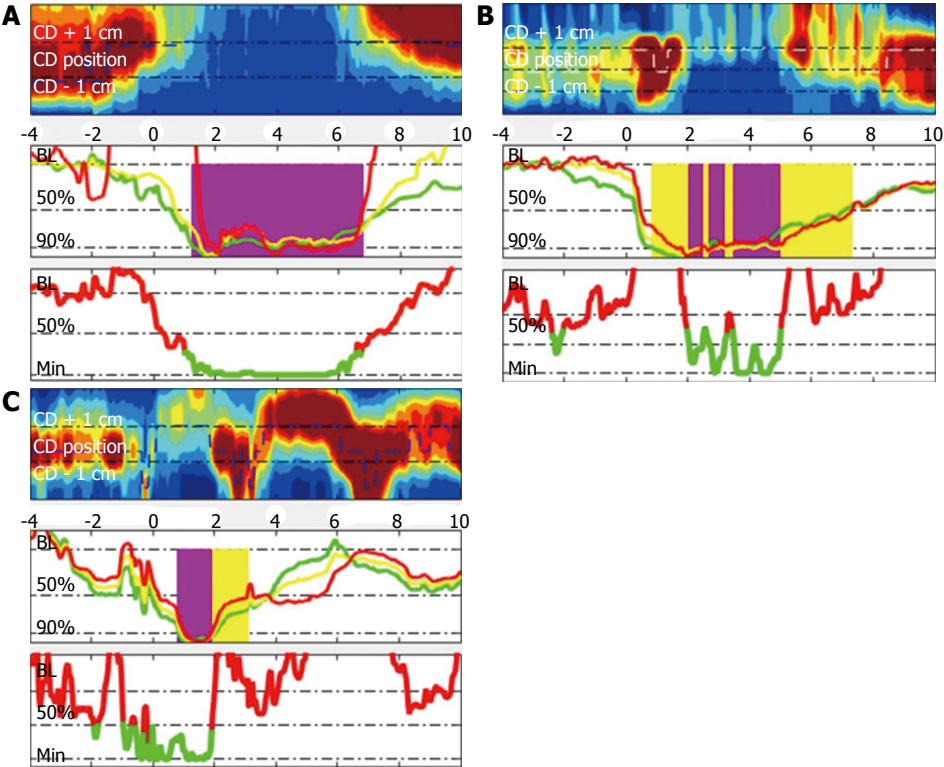 A
CD + 1 cm
CD position
CD - 1 cm
-4 -2 0 2 4 6 8 10
BL
50%
90%
BL
50%
Min
B
CD + 1 cm
CD position
CD - 1 cm
-4 -2 0 2 4 6 8 10
BL
50%
90%
BL
50%
Min
C
CD + 1 cm
CD position
CD - 1 cm
-4 -2 0 2 4 6 8 10
BL
50%
90%
BL
50%
Min